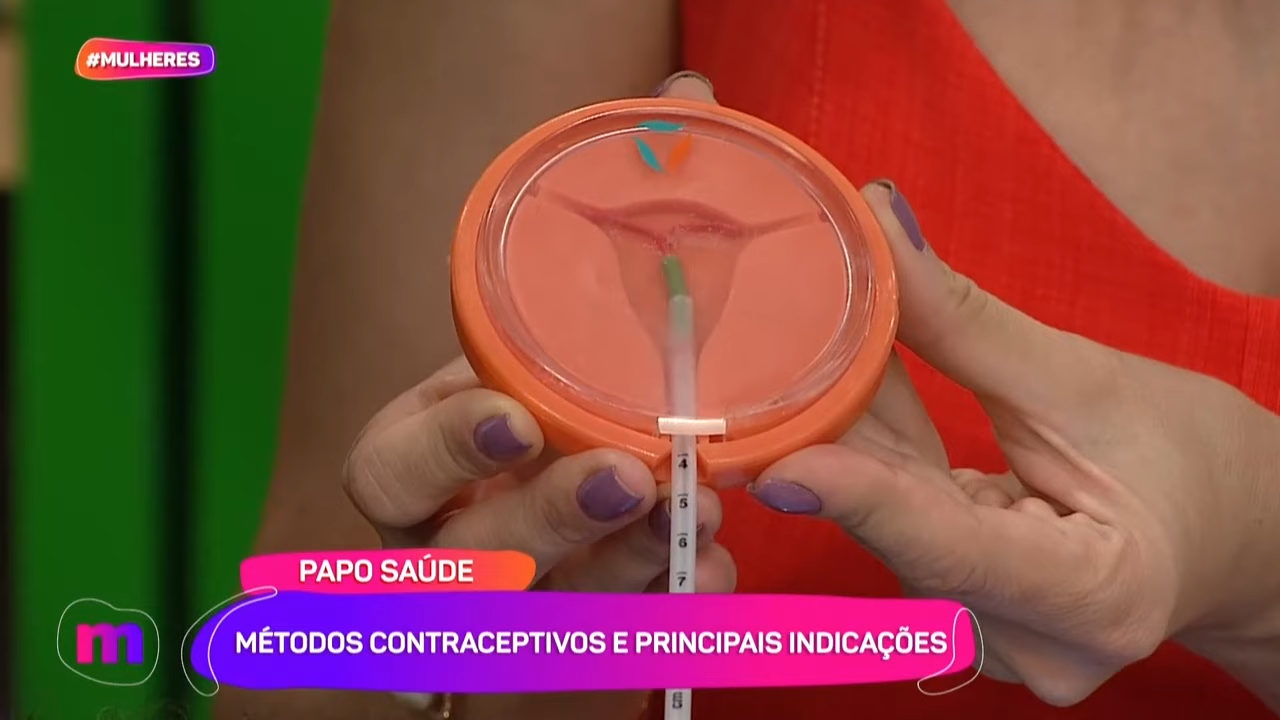 #MULHERES
4
5
6
7
PAPO SAÚDE
m
MÉTODOS CONTRACEPTIVOS E PRINCIPAIS INDICAÇÕES